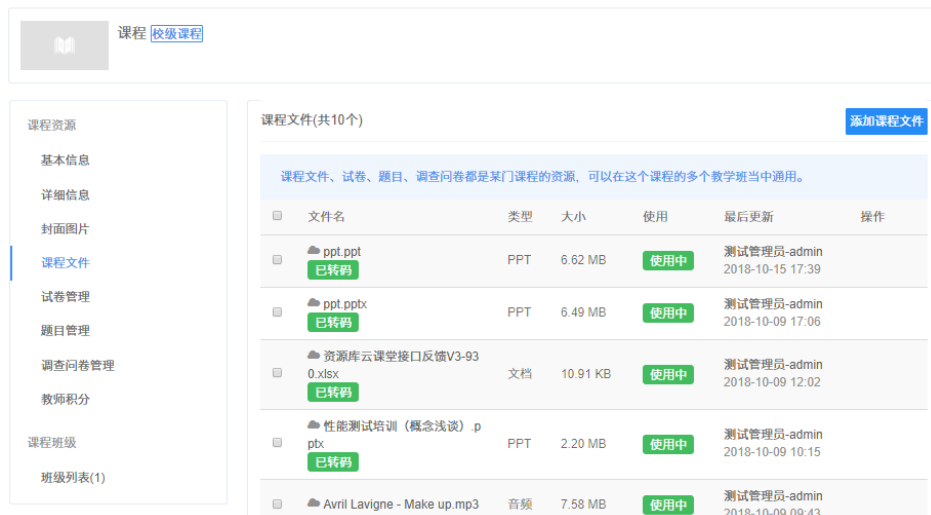 课程 校级课程
课程资源
基本信息
详细信息
封面图片
课程文件
试卷管理
题目管理
调查问卷管理
教师积分
课程班级
班级列表(1)
课程文件(共10个)
添加课程文件
课程文件、试卷、题目、调查问卷都是某门课程的资源，可以在这个课程的多个教学班当中通用。
文件名 类型 大小 使用 最后更新 操作
ppt.ppt
已转码
PPT 6.62 MB 使用中
测试管理员-admin
2018-10-15 17:39
ppt.pptx
已转码
PPT 6.49 MB 使用中
测试管理员-admin
2018-10-09 17:06
资源库云课堂接口反馈V3-93
0.xlsx
已转码
文档 10.91 KB 使用中
测试管理员-admin
2018-10-09 12:02
性能测试培训（概念浅谈）.p
ptx
已转码
PPT 2.20 MB 使用中
测试管理员-admin
2018-10-09 10:15
Avril Lavigne - Make up.mp3
音频 7.58 MB 使用中
测试管理员-admin
2018-10-09 09:43